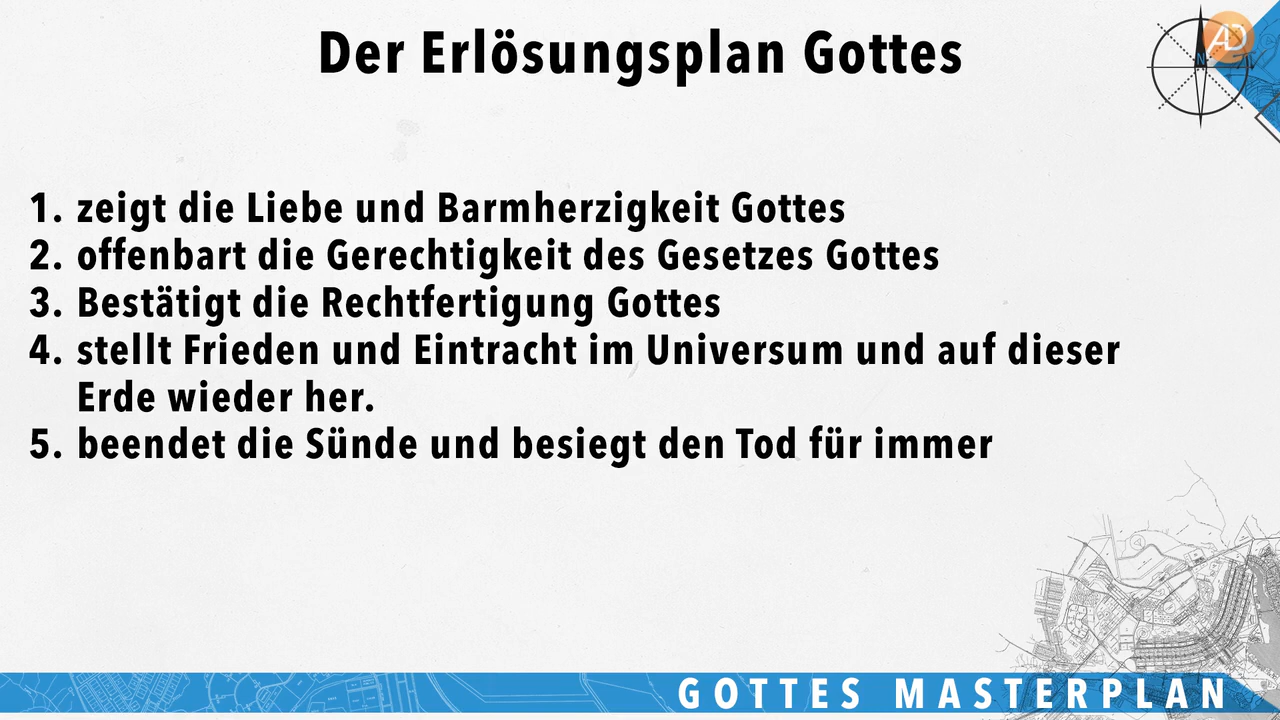 Der Erlösungsplan Gottes
AD
N
1. zeigt die Liebe und Barmherzigkeit Gottes
2. offenbart die Gerechtigkeit des Gesetzes Gottes
3. Bestätigt die Rechtfertigung Gottes
4. stellt Frieden und Eintracht im Universum und auf dieser
Erde wieder her.
5. beendet die Sünde und besiegt den Tod für immer
GOTTES MASTERPLAN